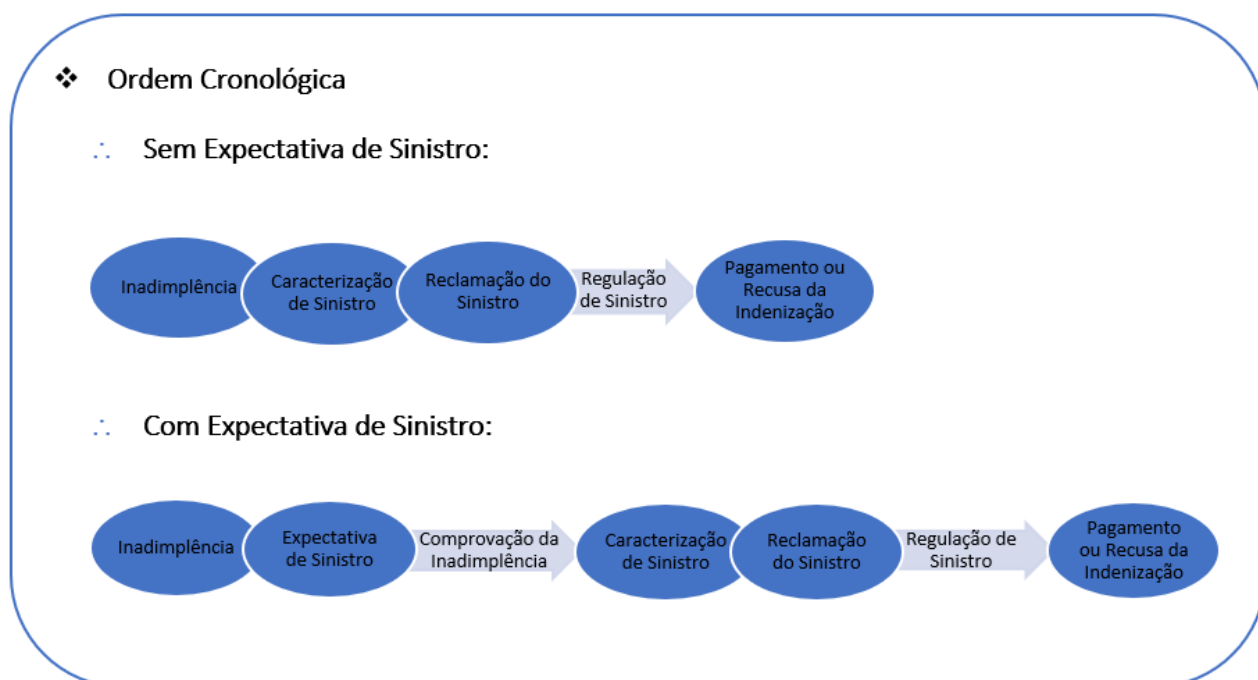 ❖ Ordem Cronológica
∴ Sem Expectativa de Sinistro:
Inadimplência
Caracterização
de Sinistro
Reclamação do
Sinistro
Regulação
de Sinistro
Pagamento ou
Recusa da
Indenização
∴ Com Expectativa de Sinistro:
Inadimplência
Expectativa
de Sinistro
Comprovação da
Inadimplência
Caracterização
de Sinistro
Reclamação
do Sinistro
Regulação de
Sinistro
Pagamento
ou Recusa da
Indenização